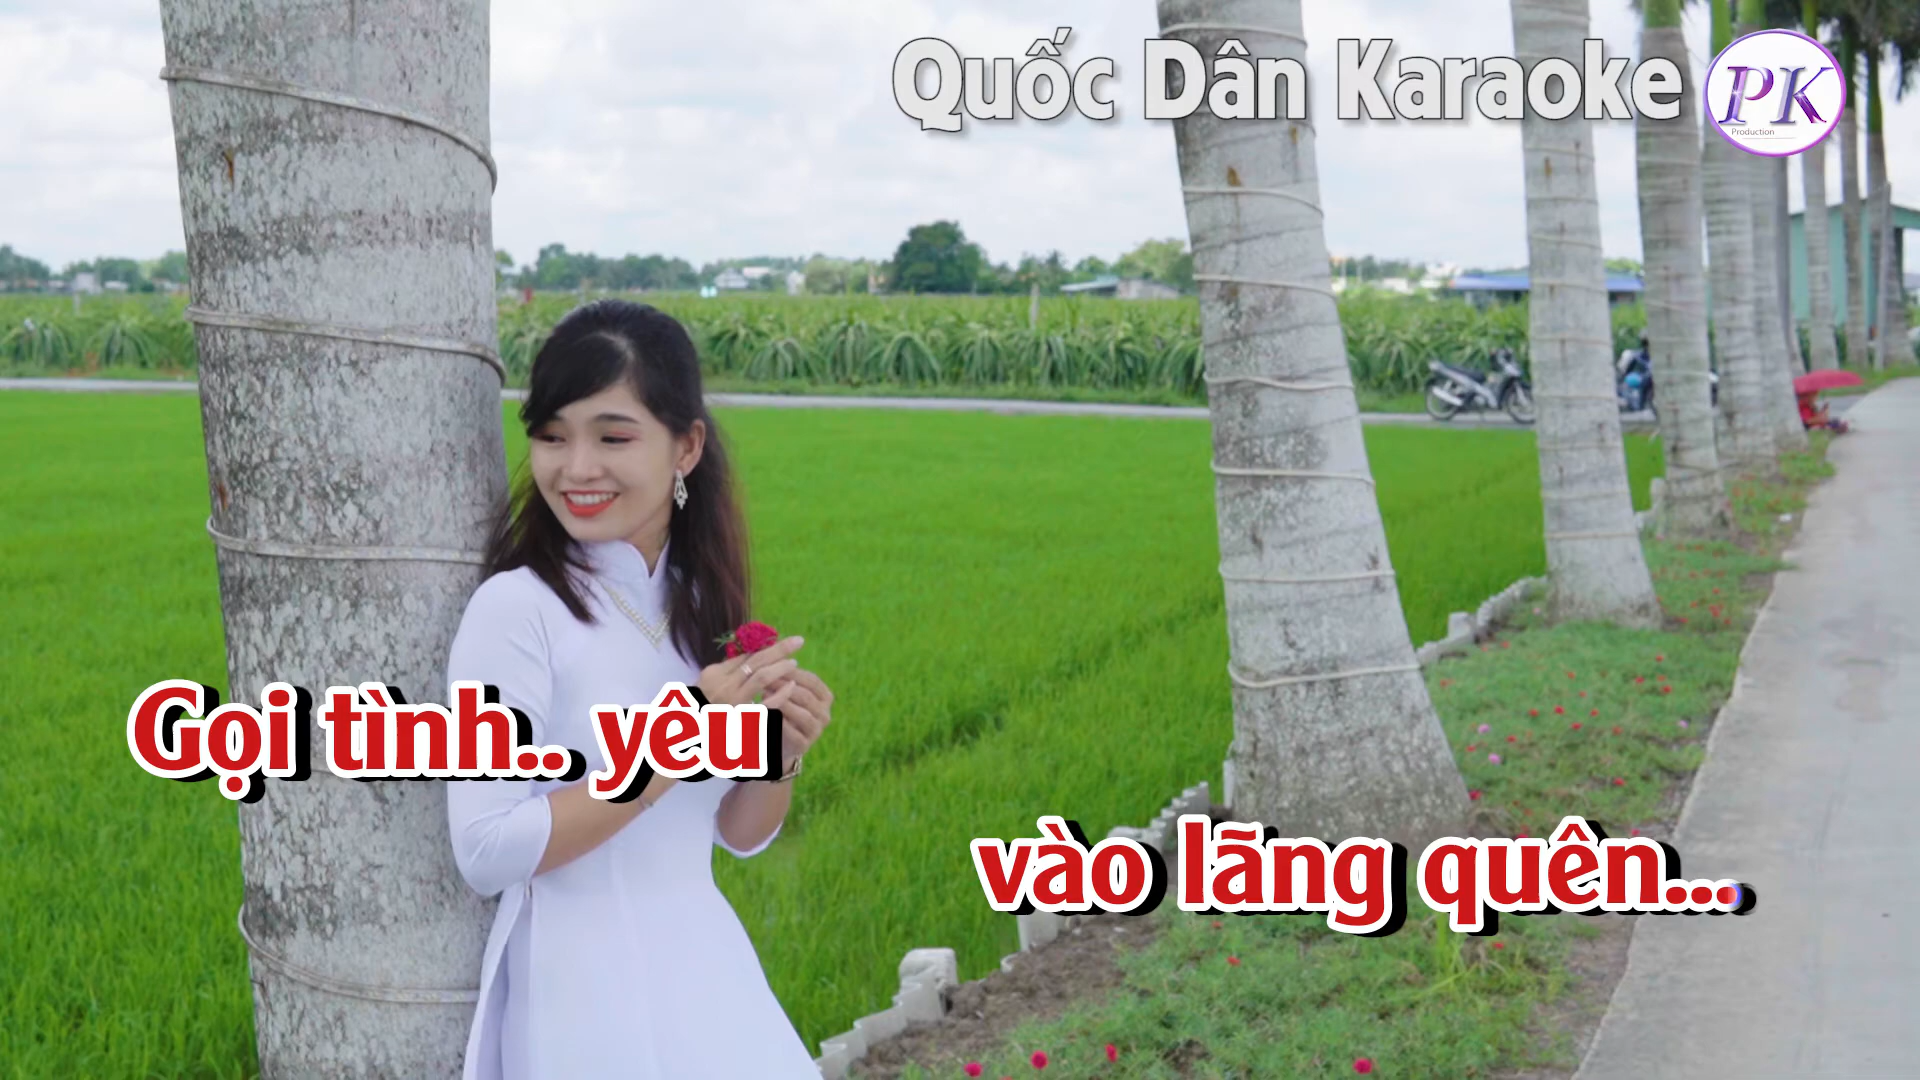 Quốc Dân Karaoke
PK
Production
Gọi tình.. yêu
vào lãng quên...